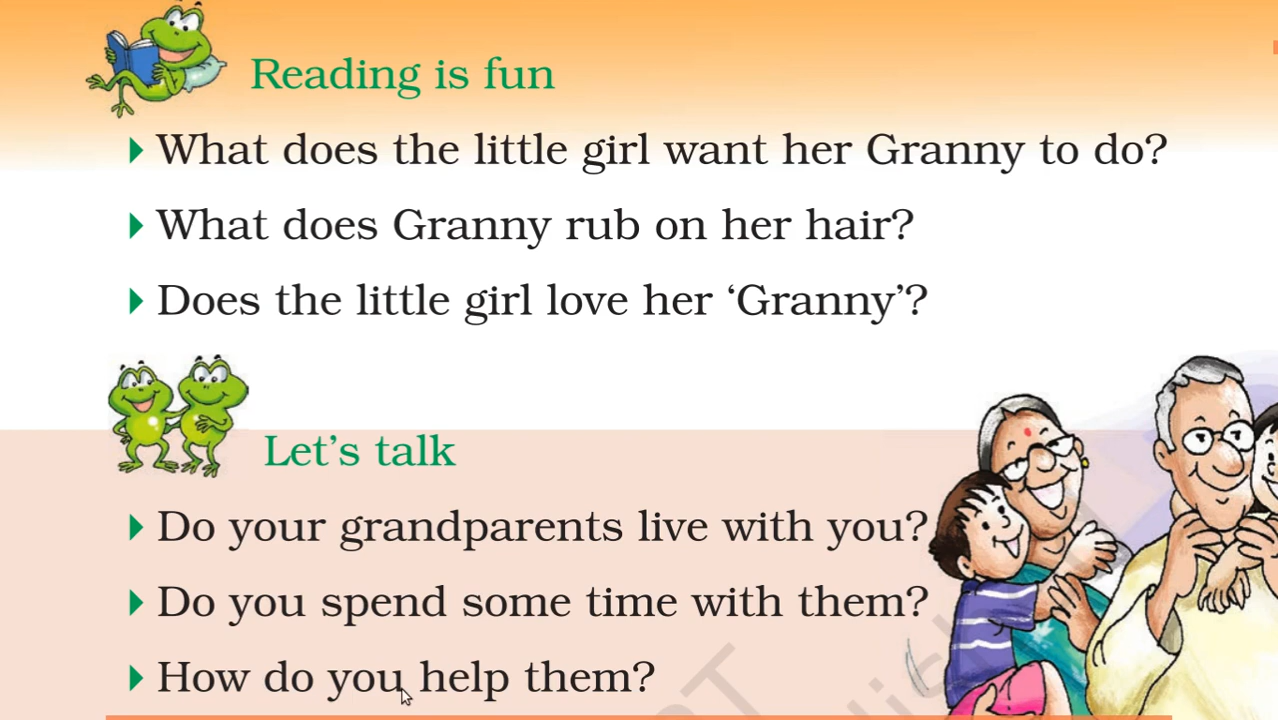 Reading is fun
What does the little girl want her Granny to do?
What does Granny rub on her hair?
Does the little girl love her ‘Granny’?
Let’s talk
Do your grandparents live with you?
Do you spend some time with them?
How do you help them?